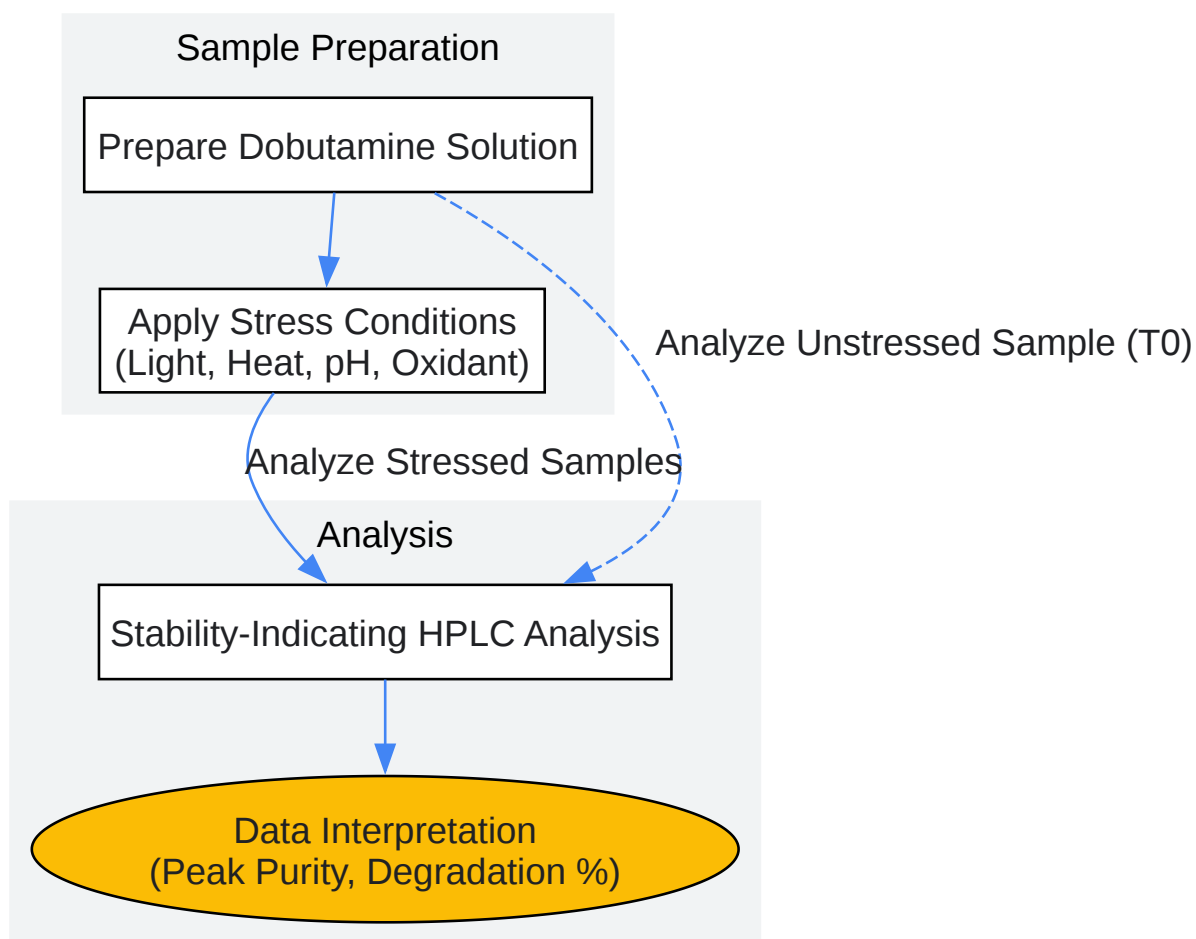 Sample Preparation
Prepare Dobutamine Solution
Apply Stress Conditions
(Light, Heat, pH, Oxidant)
Analyze Unstressed Sample (T0)
Analyze Stressed Samples
Analysis
Stability-Indicating HPLC Analysis
Data Interpretation
(Peak Purity, Degradation %)